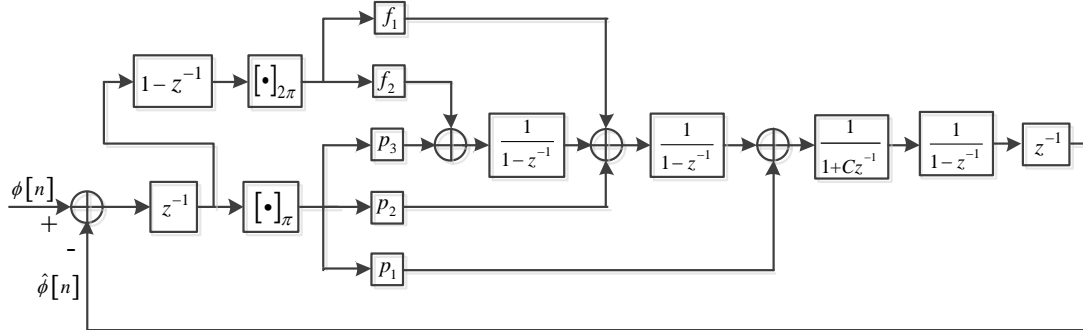 f₁
1 − z⁻¹
[•]₂π
f₂
p₃
1/(1 − z⁻¹)
1/(1 − z⁻¹)
1/(1+Cz⁻¹)
1/(1 − z⁻¹)
z⁻¹
ϕ[n]
+
z⁻¹
[•]π
p₂
-
ϕ̂[n]
p₁